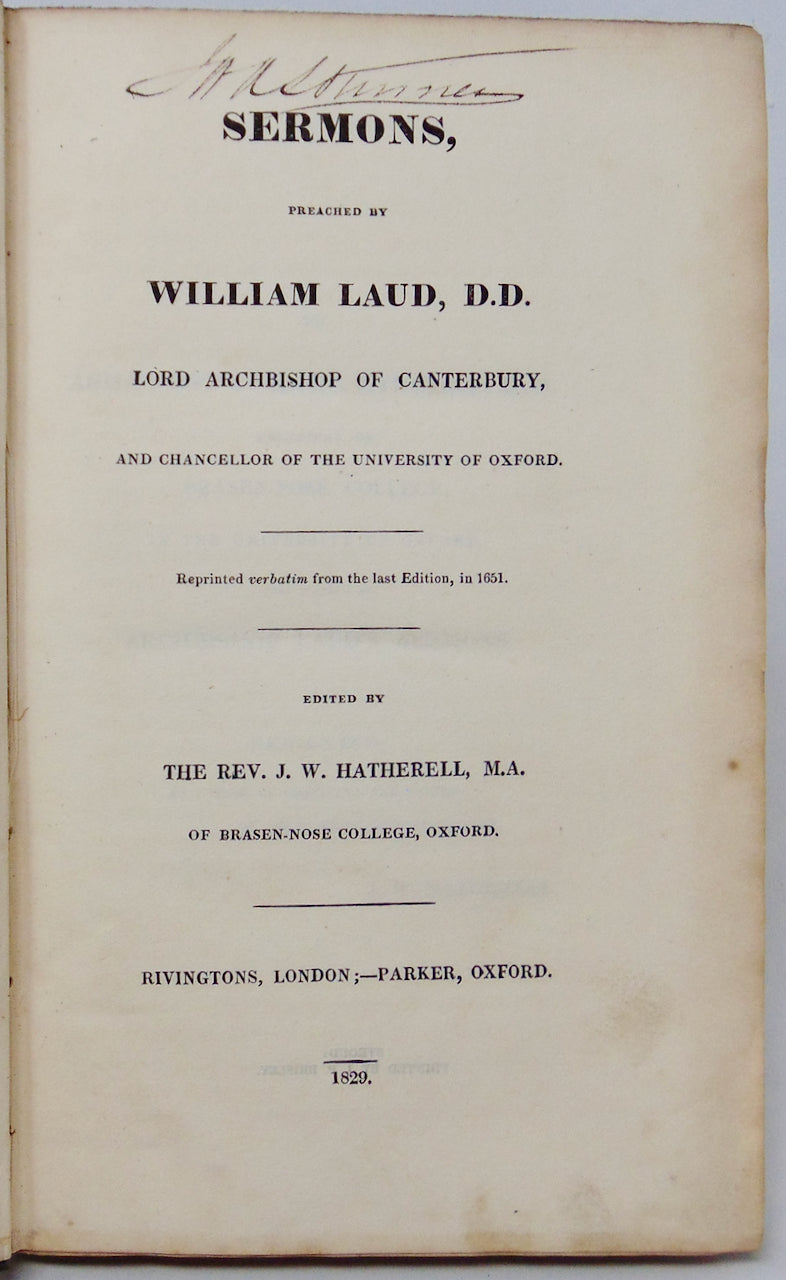 SERMONS,
PREACHED BY
WILLIAM LAUD, D.D.
LORD ARCHBISHOP OF CANTERBURY,
AND CHANCELLOR OF THE UNIVERSITY OF OXFORD.
Reprinted verbatim from the last Edition, in 1651.
EDITED BY
THE REV. J. W. HATHERELL, M.A.
OF BRASEN-NOSE COLLEGE, OXFORD.
RIVINGTONS, LONDON;—PARKER, OXFORD.
1829.